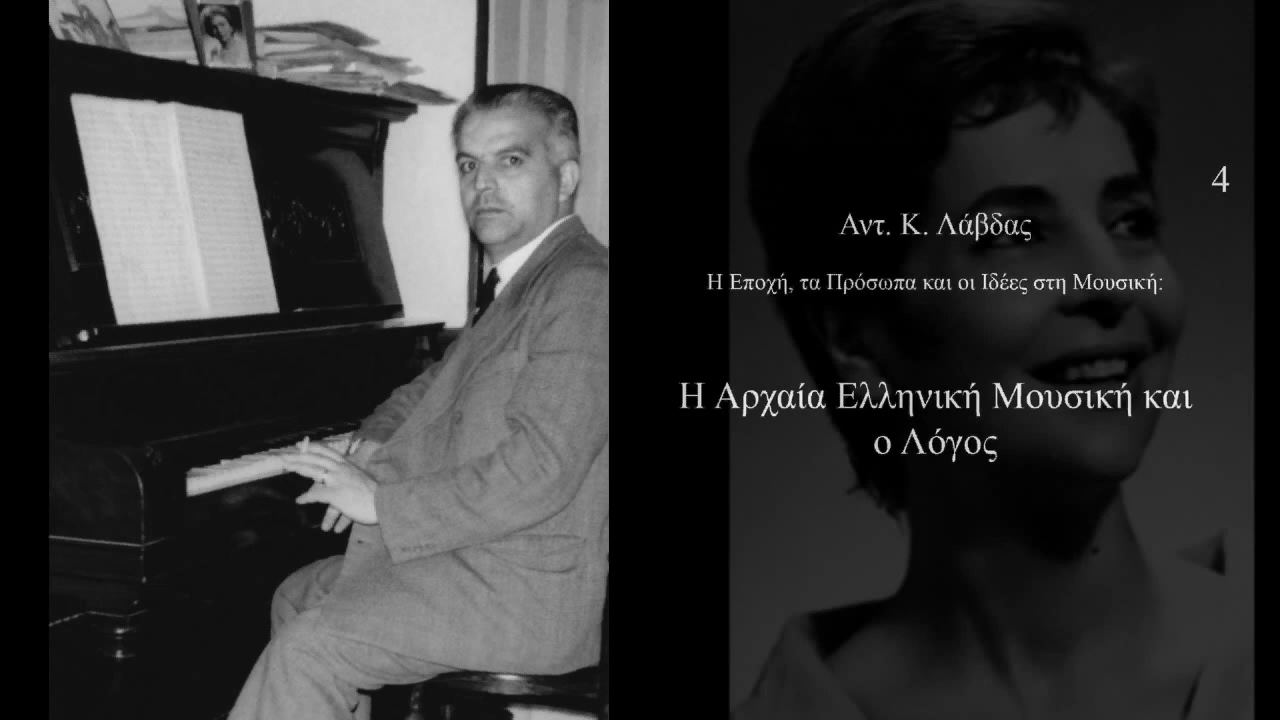 4
Αντ. Κ. Λάβδας
Η Εποχή, τα Πρόσωπα και οι Ιδέες στη Μουσική:
Η Αρχαία Ελληνική Μουσική και
ο Λόγος